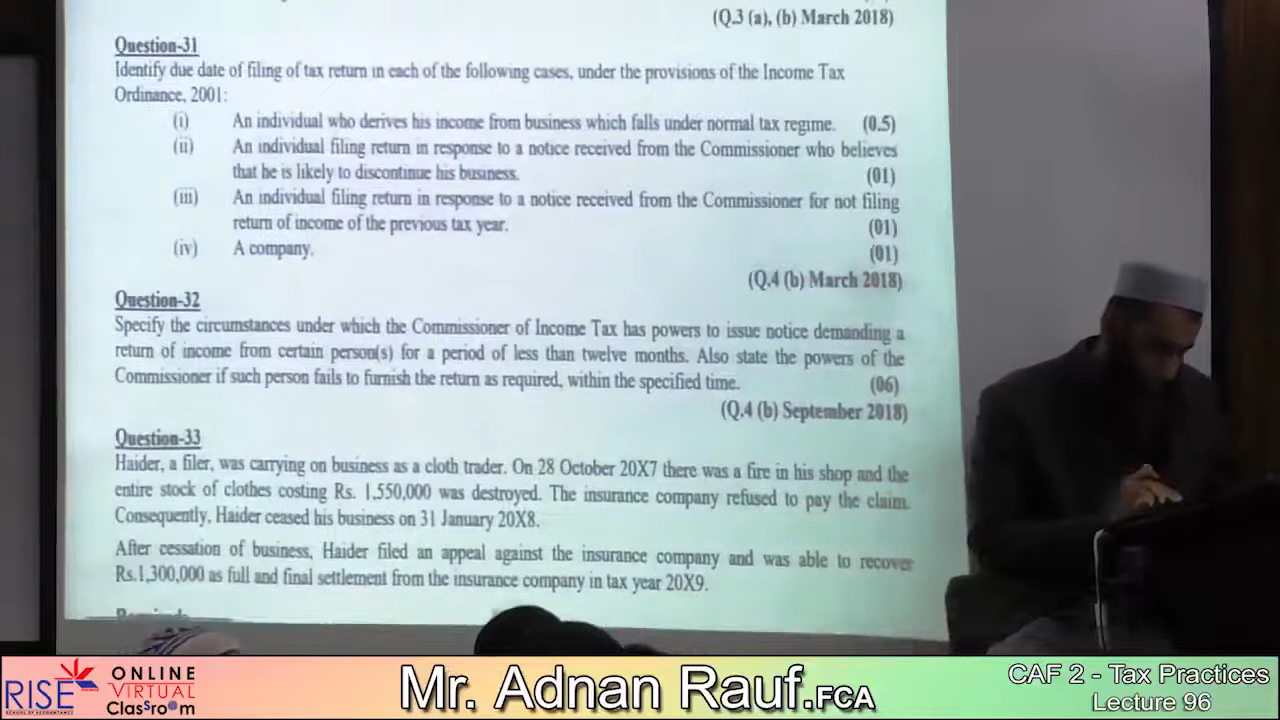 (Q.3 (a), (b) March 2018)
Question-31
Identify due date of filing of tax return in each of the following cases, under the provisions of the Income Tax
Ordinance, 2001:
(i) An individual who derives his income from business which falls under normal tax regime. (0.5)
(ii) An individual filing return in response to a notice received from the Commissioner who believes
that he is likely to discontinue his business. (01)
(iii) An individual filing return in response to a notice received from the Commissioner for not filing
return of income of the previous tax year. (01)
(iv) A company. (01)
(Q.4 (b) March 2018)
Question-32
Specify the circumstances under which the Commissioner of Income Tax has powers to issue notice demanding a
return of income from certain person(s) for a period of less than twelve months. Also state the powers of the
Commissioner if such person fails to furnish the return as required, within the specified time. (06)
(Q.4 (b) September 2018)
Question-33
Haider, a filer, was carrying on business as a cloth trader. On 28 October 20X7 there was a fire in his shop and the
entire stock of clothes costing Rs. 1,550,000 was destroyed. The insurance company refused to pay the claim.
Consequently, Haider ceased his business on 31 January 20X8.
After cessation of business, Haider filed an appeal against the insurance company and was able to recover
Rs.1,300,000 as full and final settlement from the insurance company in tax year 20X9.
RISE
SCHOOL OF ACCOUNTANCY
ONLINE
VIRTUAL
Classroom
Mr. Adnan Rauf.FCA
CAF 2 - Tax Practices
Lecture 96